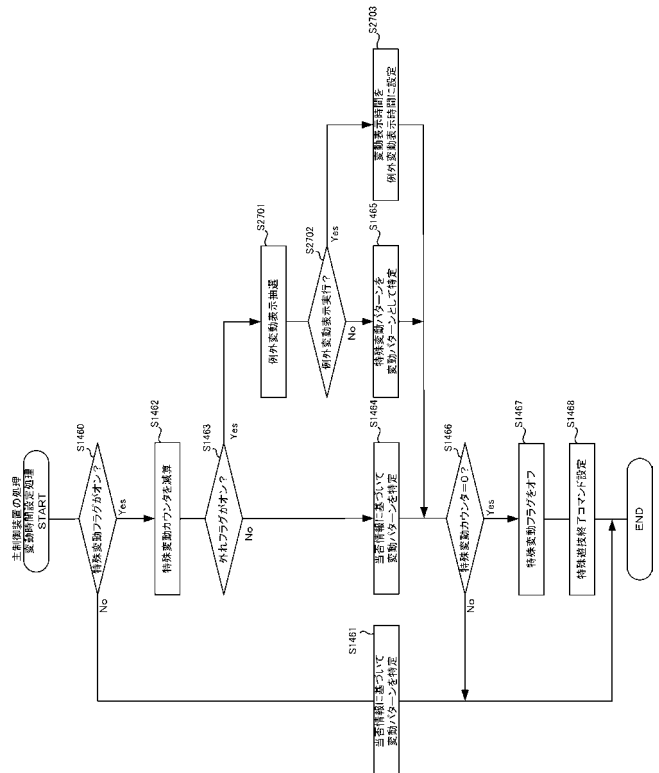 主制御装置の処理
変動時間設定処理
START
S1460
特殊変動フラグがオン?
No
Yes
S1462
特殊変動カウンタを減算
S1463
外れフラグがオン?
Yes
No
S2701
例外変動表示抽選
S2702
例外変動表示実行?
Yes
No
S1461
当否情報に基づいて
変動パターンを特定
S1464
当否情報に基づいて
変動パターンを特定
S1465
特殊変動パターンを
変動パターンとして特定
S2703
変動表示時間を
例外変動表示時間に設定
S1466
特殊変動カウンタ=0?
No
Yes
S1467
特殊変動フラグをオフ
S1468
特殊遊技終了コマンド設定
END